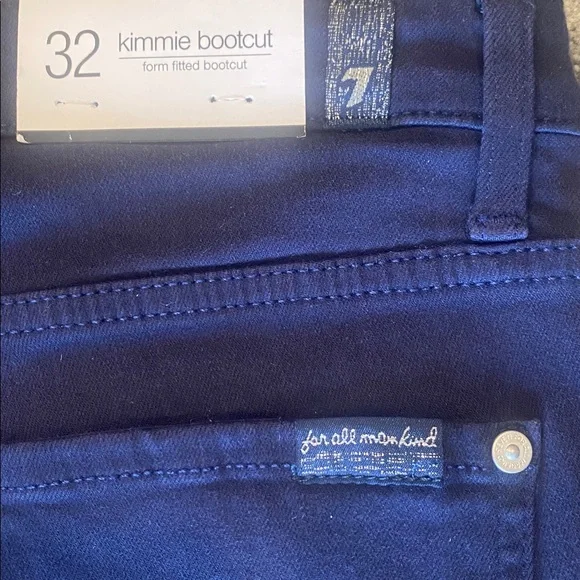 32
kimmie bootcut
form fitted bootcut
7
for all mankind